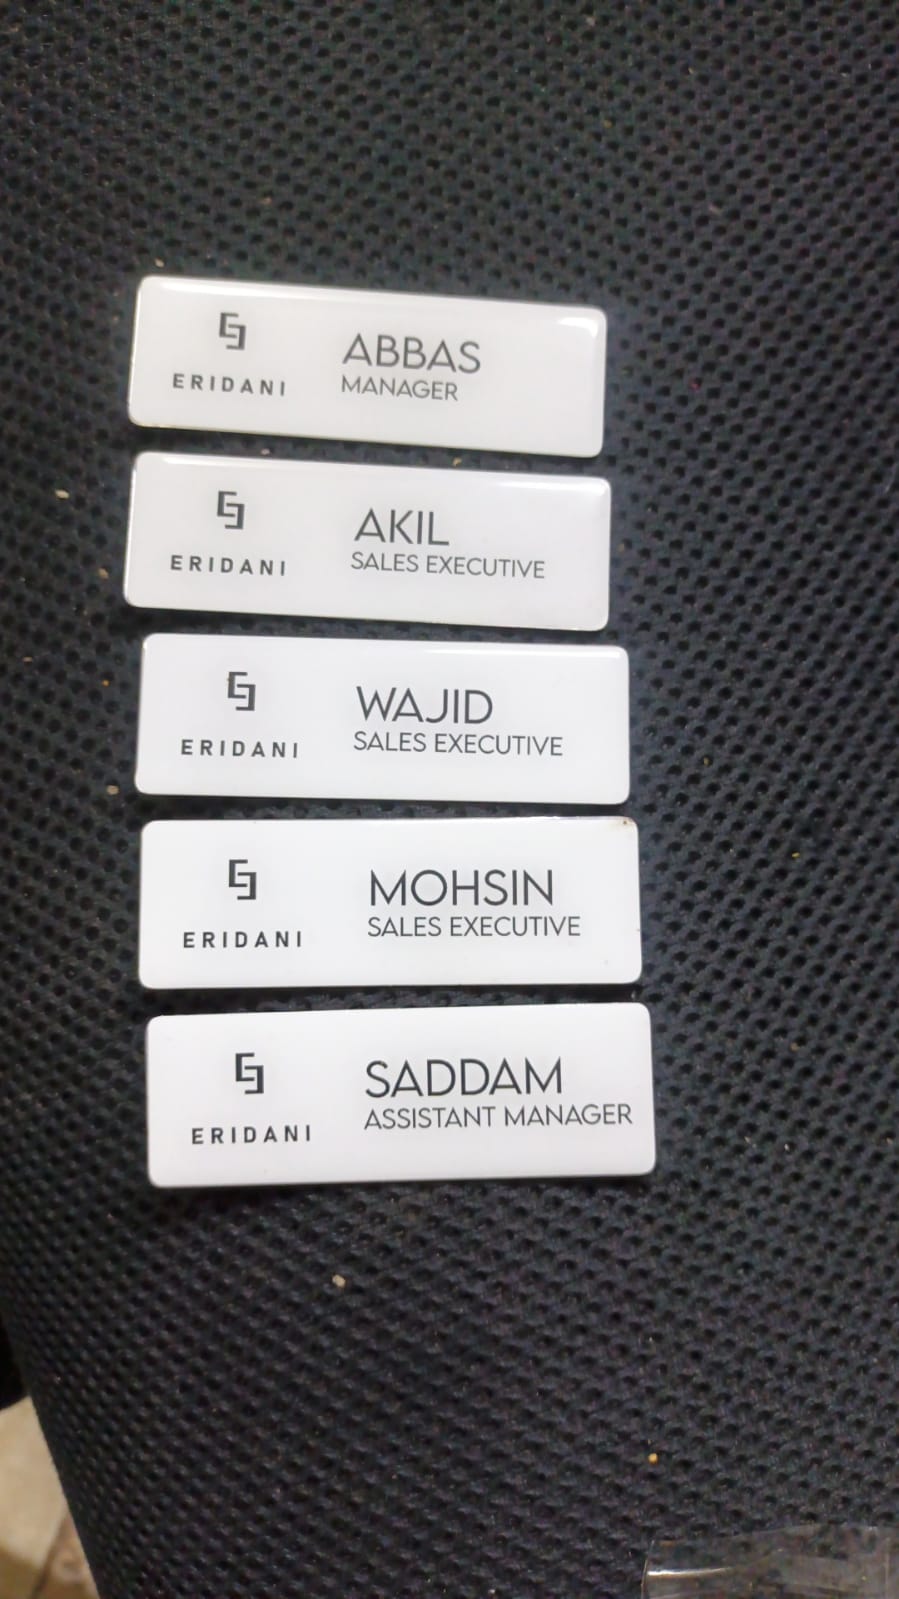 ERIDANI
ABBAS
MANAGER
ERIDANI
AKIL
SALES EXECUTIVE
ERIDANI
WAJID
SALES EXECUTIVE
ERIDANI
MOHSIN
SALES EXECUTIVE
ERIDANI
SADDAM
ASSISTANT MANAGER